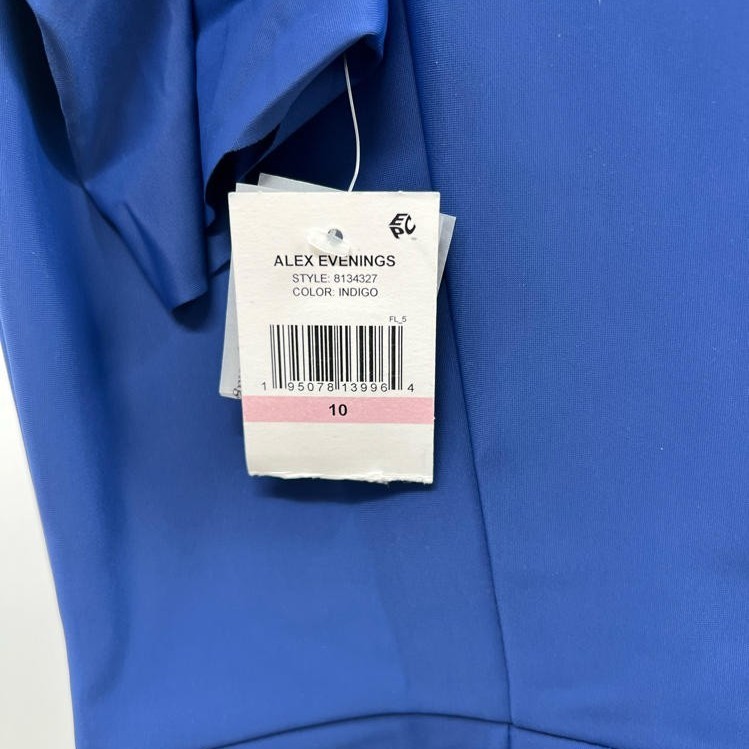 EPC
ALEX EVENINGS
STYLE: 8134327
COLOR: INDIGO
FL_5
1 95078 13996 4
10